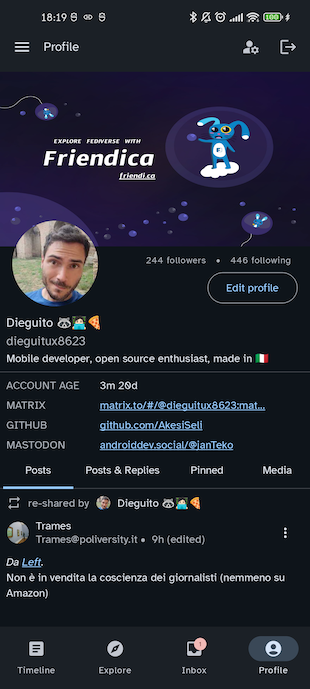 18:19
100
Profile
EXPLORE FEDIVERSE WITH
Friendica
friendi.ca
244 followers • 446 following
Edit profile
Dieguito 🦝🧑🏻‍💻🍕
dieguitux8623
Mobile developer, open source enthusiast, made in 🇮🇹
ACCOUNT AGE 3m 20d
MATRIX matrix.to/#/@dieguitux8623:mat…
GITHUB github.com/AkesiSeli
MASTODON androiddev.social/@janTeko
Posts Posts & Replies Pinned Media
re-shared by Dieguito 🦝🧑🏻‍💻🍕
Trames
Trames@poliversity.it • 9h (edited)
Da Left.
Non è in vendita la coscienza dei giornalisti (nemmeno su
Amazon)
1
Timeline Explore Inbox Profile